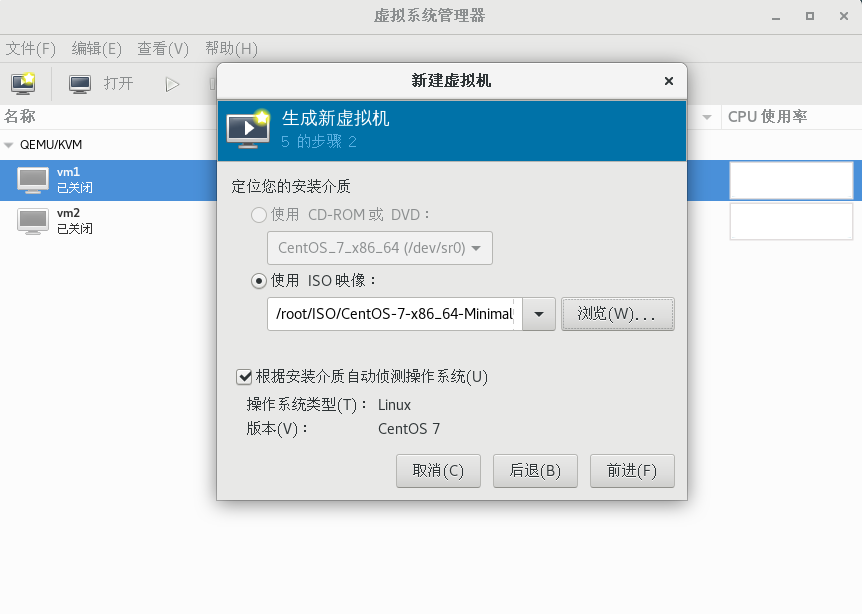 虚拟系统管理器
文件(F) 编辑(E) 查看(V) 帮助(H)
打开
名称
CPU 使用率
QEMU/KVM
vm1
已关闭
vm2
已关闭
新建虚拟机
生成新虚拟机
5 的步骤 2
定位您的安装介质
使用 CD-ROM 或 DVD：
CentOS_7_x86_64 (/dev/sr0)
使用 ISO 映像：
/root/ISO/CentOS-7-x86_64-Minimal
浏览(W)...
根据安装介质自动侦测操作系统(U)
操作系统类型(T)： Linux
版本(V)： CentOS 7
取消(C) 后退(B) 前进(F)